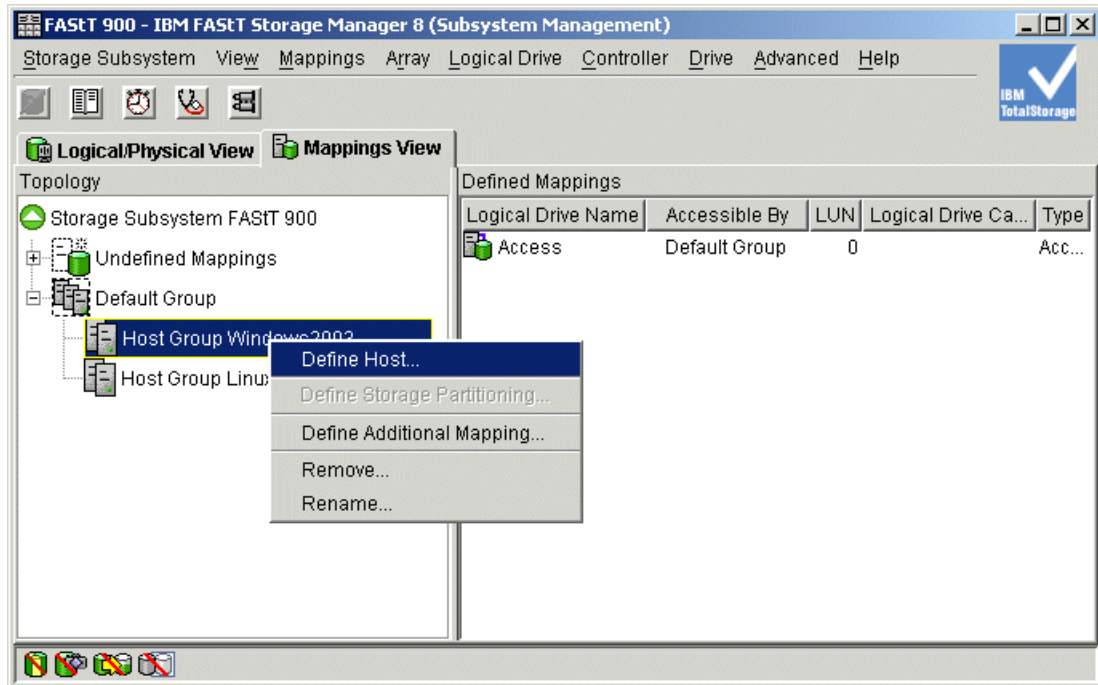 FAStT 900 - IBM FAStT Storage Manager 8 (Subsystem Management)
Storage Subsystem View Mappings Array Logical Drive Controller Drive Advanced Help
IBM
TotalStorage
Logical/Physical View Mappings View
Topology
Defined Mappings
Storage Subsystem FAStT 900
Undefined Mappings
Default Group
Host Group Windows2003
Host Group Linux
Logical Drive Name Accessible By LUN Logical Drive Ca... Type
Access Default Group 0 Acc...
Define Host...
Define Storage Partitioning...
Define Additional Mapping...
Remove...
Rename...